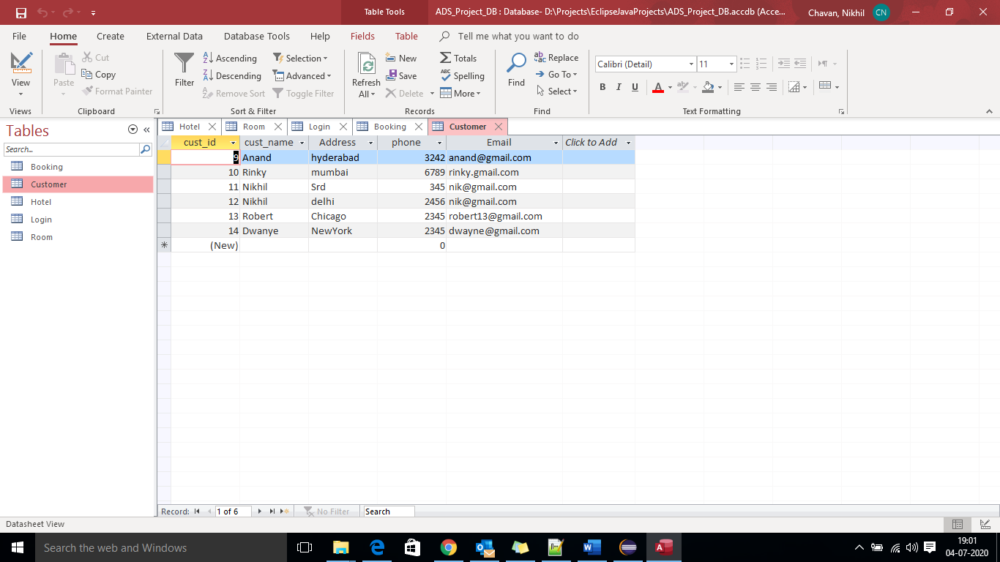 Table Tools
ADS_Project_DB : Database- D:\Projects\EclipseJavaProjects\ADS_Project_DB.accdb (Acce...
Chavan, Nikhil
CN
File Home Create External Data Database Tools Help Fields Table Tell me what you want to do
View
Views
Paste
Cut
Copy
Format Painter
Clipboard
Filter
Ascending
Descending
Remove Sort
Selection
Advanced
Toggle Filter
Sort & Filter
Refresh
All
New
Save
Delete
Totals
Spelling
More
Records
Find
Replace
Go To
Select
Find
Calibri (Detail) 11
B I U A
Text Formatting
Tables
Search...
Booking
Customer
Hotel
Login
Room
Hotel Room Login Booking Customer
cust_id cust_name Address phone Email Click to Add
9 Anand hyderabad 3242 anand@gmail.com
10 Rinky mumbai 6789 rinky.gmail.com
11 Nikhil Srd 345 nik@gmail.com
12 Nikhil delhi 2456 nik@gmail.com
13 Robert Chicago 2345 robert13@gmail.com
14 Dwanye NewYork 2345 dwayne@gmail.com
(New) 0
Record: 1 of 6 No Filter Search
Datasheet View
Search the web and Windows
19:01
04-07-2020